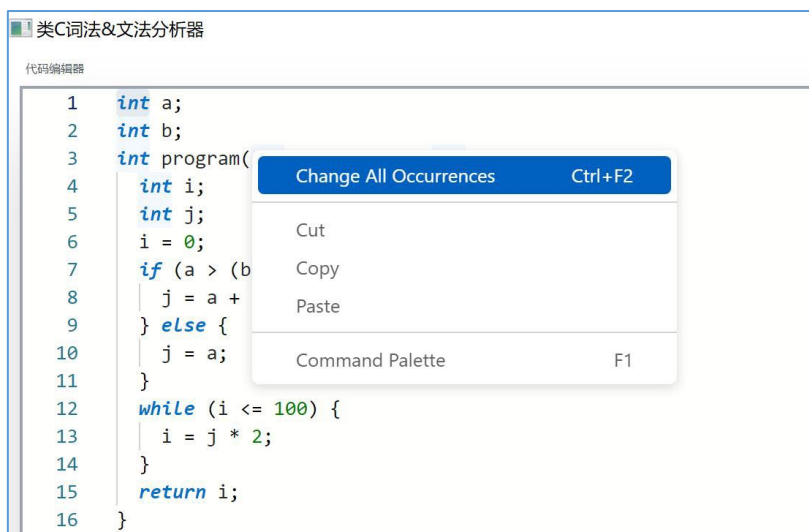 类C词法&文法分析器
代码编辑器
1 int a;
2 int b;
3 int program(
4 int i;
5 int j;
6 i = 0;
7 if (a > (b
8 j = a +
9 } else {
10 j = a;
11 }
12 while (i <= 100) {
13 i = j * 2;
14 }
15 return i;
16 }
Change All Occurrences Ctrl+F2
Cut
Copy
Paste
Command Palette F1